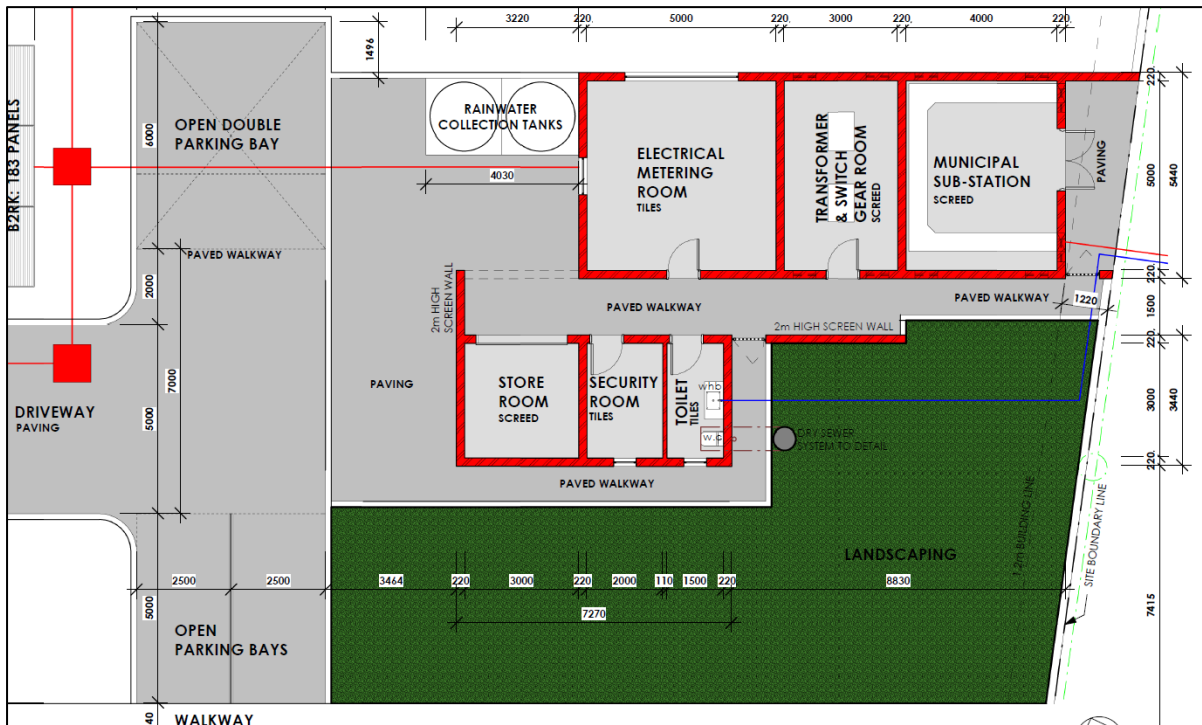 3220
220.
5000
220.
3000
220.
4000
220.
1496
B2RK: 183 PANELS
6000
OPEN DOUBLE
PARKING BAY
RAINWATER
COLLECTION TANKS
4030
ELECTRICAL
METERING
ROOM
TILES
TRANSFORMER
& SWITCH
GEAR ROOM
SCREED
MUNICIPAL
SUB-STATION
SCREED
PAVING
220.
5000
5440
PAVED WALKWAY
2000
2m HIGH
SCREEN WALL
PAVED WALKWAY
PAVED WALKWAY
1220
220.
1500
2m HIGH SCREEN WALL
220.
7000
PAVING
STORE
ROOM
SCREED
SECURITY
ROOM
TILES
TOILET
TILES
whb
w.c
DRY SEWER
SYSTEM TO DETAIL
3000
3440
DRIVEWAY
PAVING
5000
220.
PAVED WALKWAY
LANDSCAPING
1.2m BUILDING LINE
SITE BOUNDARY LINE
2500
2500
3464
220
3000
220
2000
110
1500
220
8830
7270
5000
7415
OPEN
PARKING BAYS
40
WALKWAY